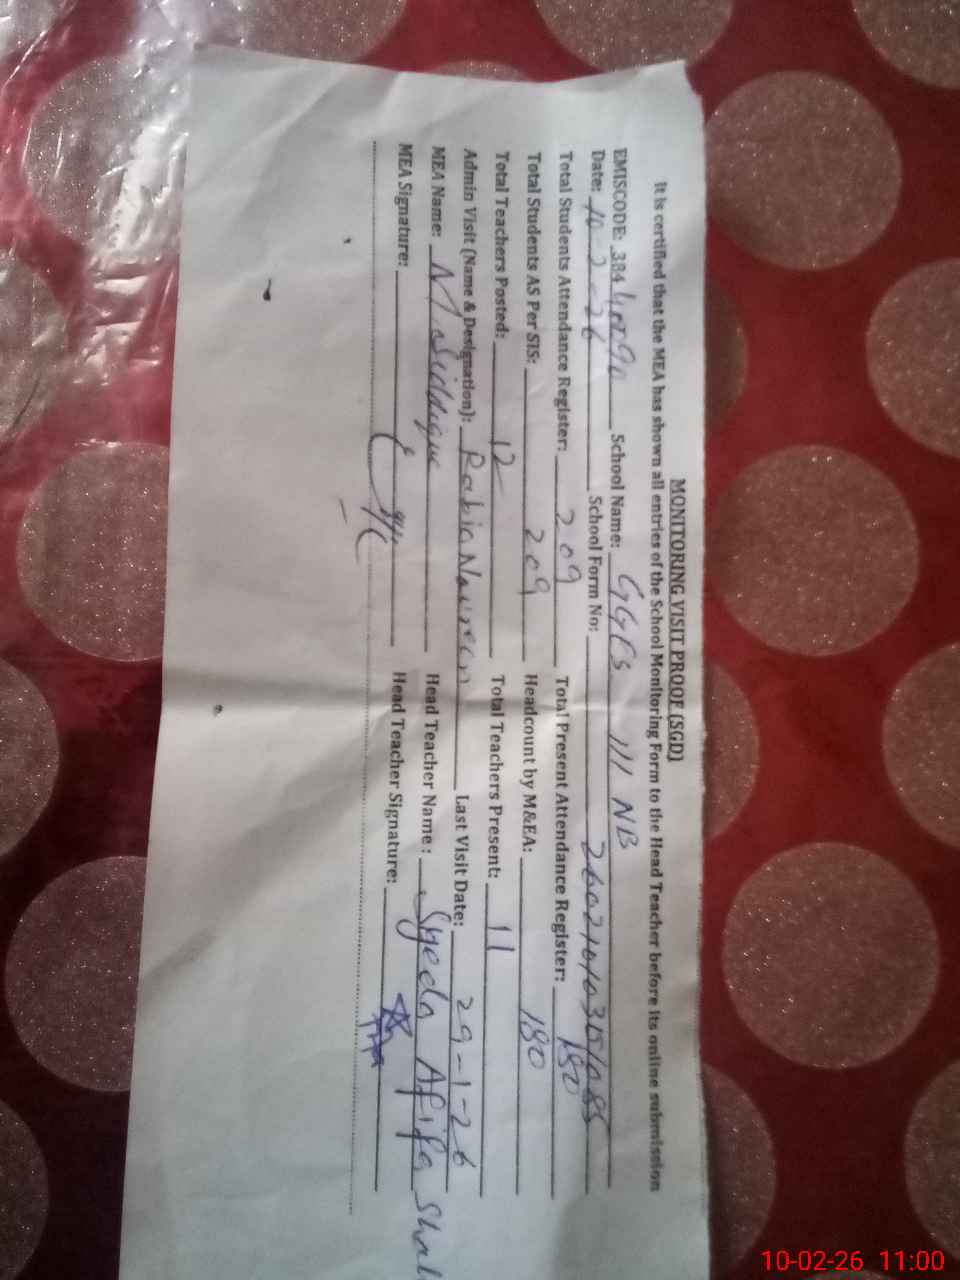 MONITORING VISIT PROOF (SGD)
It is certified that the MEA has shown all entries of the School Monitoring Form to the Head Teacher before its online submission
EMISCODE: 384 School Name: GGES 111 NB
Date: 10-2-26 School Form No:
Total Students Attendance Register: 209 Total Present Attendance Register: 180
Total Students AS Per SIS: 209 Headcount by M&EA: 180
Total Teachers Posted: 12 Total Teachers Present: 11
Admin Visit (Name & Designation): Rabia Naureen Last Visit Date: 29-1-26
MEA Name: M Siddique Head Teacher Name : Syeda Afifa
MEA Signature: Head Teacher Signature:
10-02-26 11:00